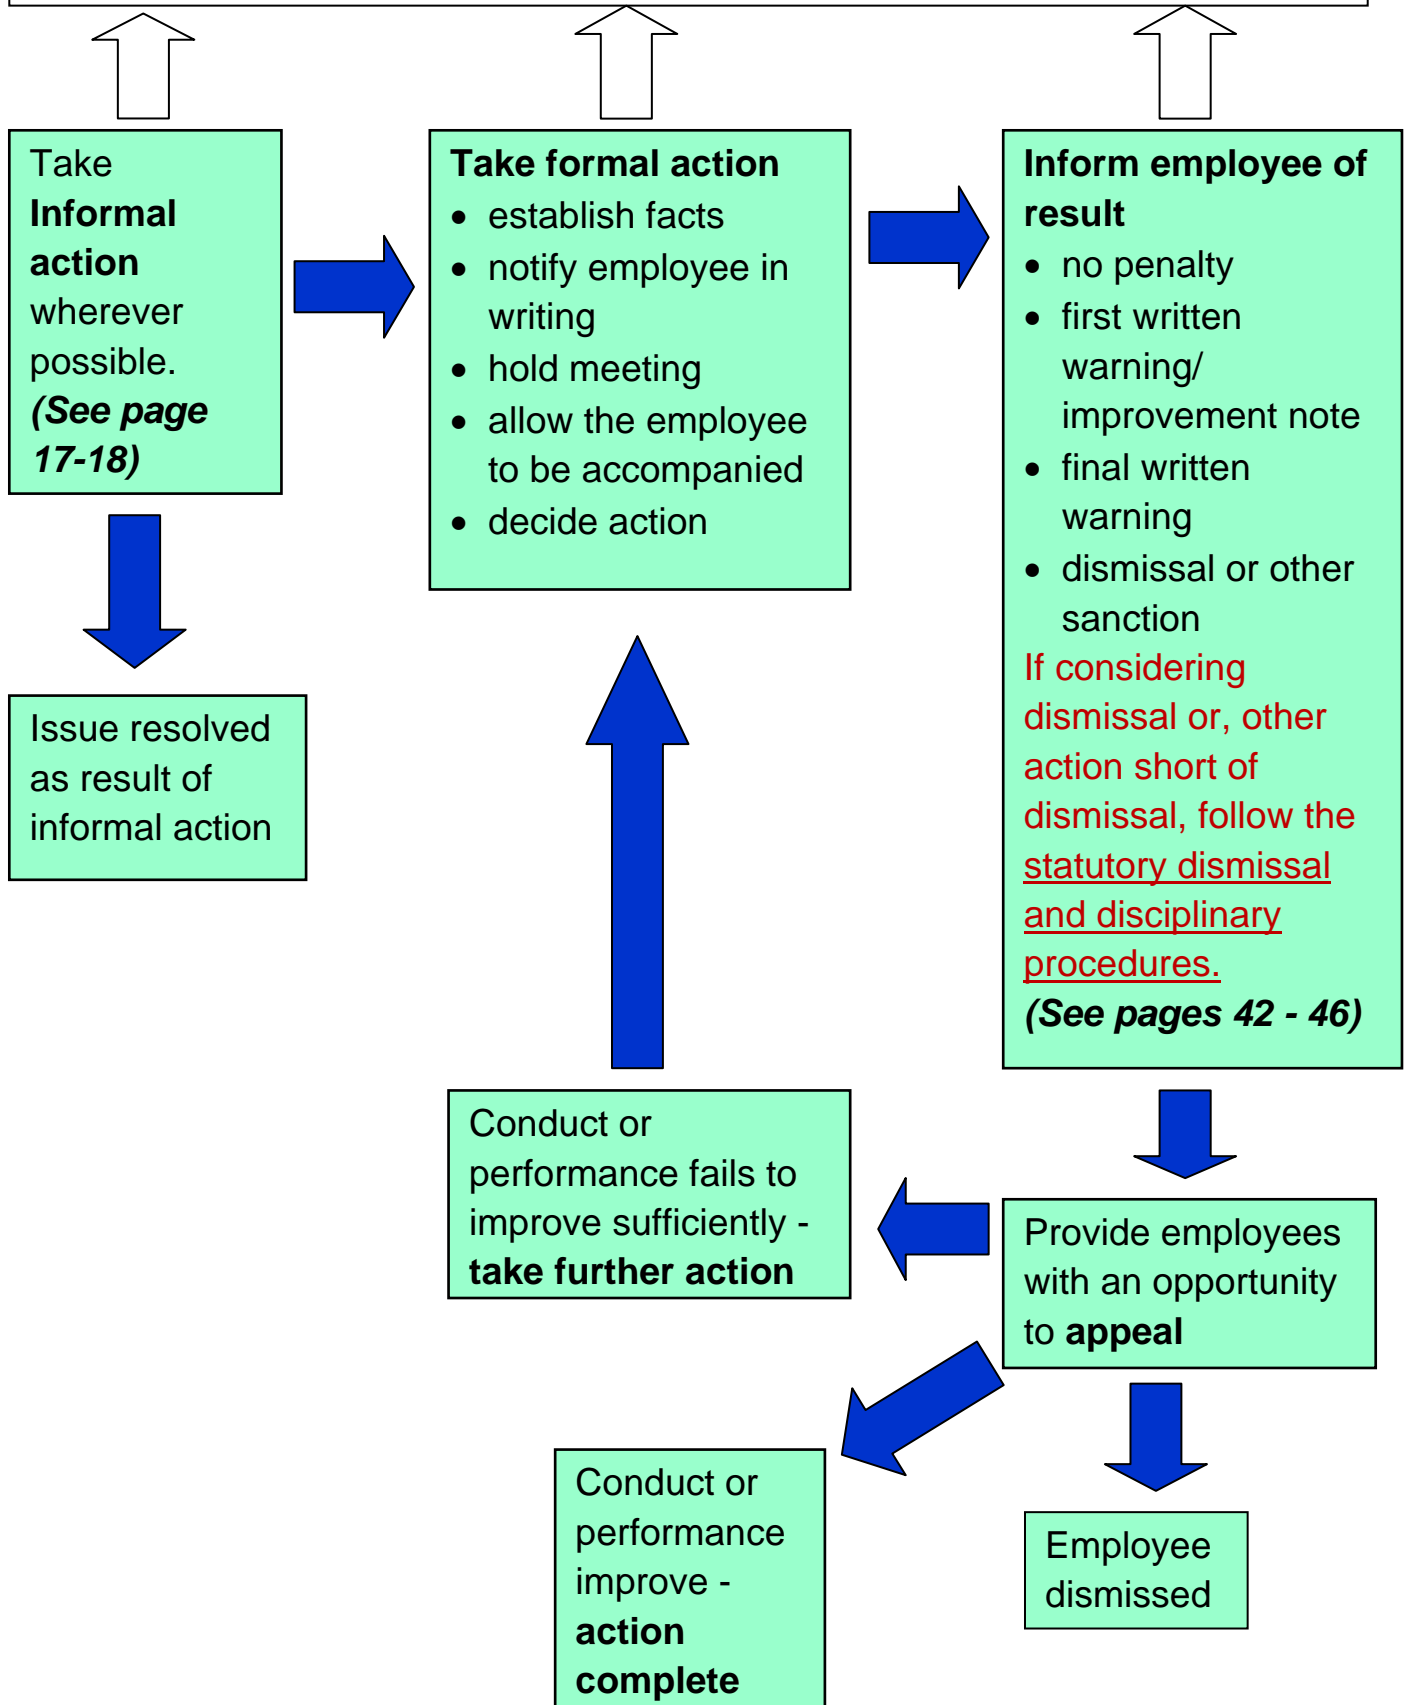 Take
Informal
action
wherever
possible.
(See page
17-18)
Take formal action
• establish facts
• notify employee in
writing
• hold meeting
• allow the employee
to be accompanied
• decide action
Inform employee of
result
• no penalty
• first written
warning/
improvement note
• final written
warning
• dismissal or other
sanction
If considering
dismissal or, other
action short of
dismissal, follow the
statutory dismissal
and disciplinary
procedures.
(See pages 42 - 46)
Issue resolved
as result of
informal action
Conduct or
performance fails to
improve sufficiently -
take further action
Provide employees
with an opportunity
to appeal
Conduct or
performance
improve -
action
complete
Employee
dismissed